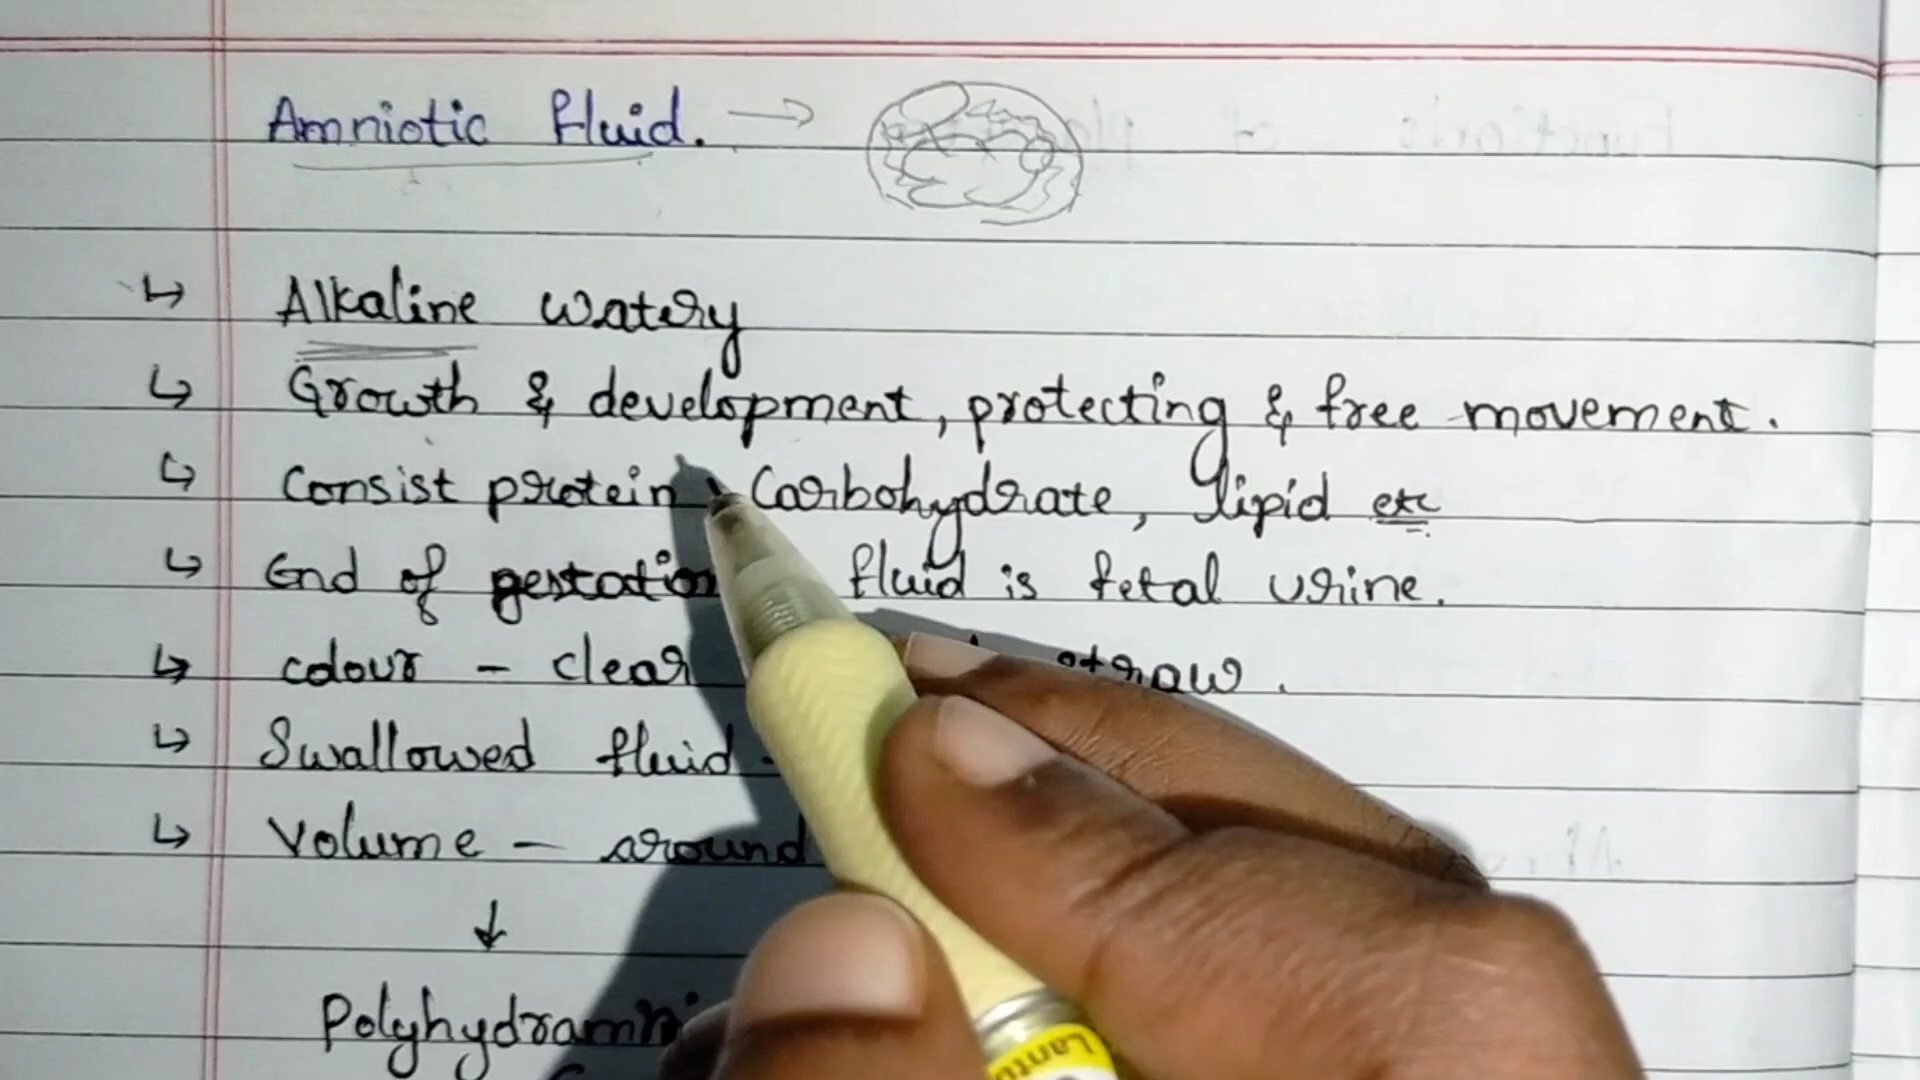 Amniotic fluid. →
↳ Alkaline watery
↳ Growth & development, protecting & free movement.
↳ Consist protein, Carbohydrate, lipid etc
↳ End of gestation fluid is fetal urine.
↳ colour - clear straw.
↳ Swallowed fluid -
↳ Volume - around
↓